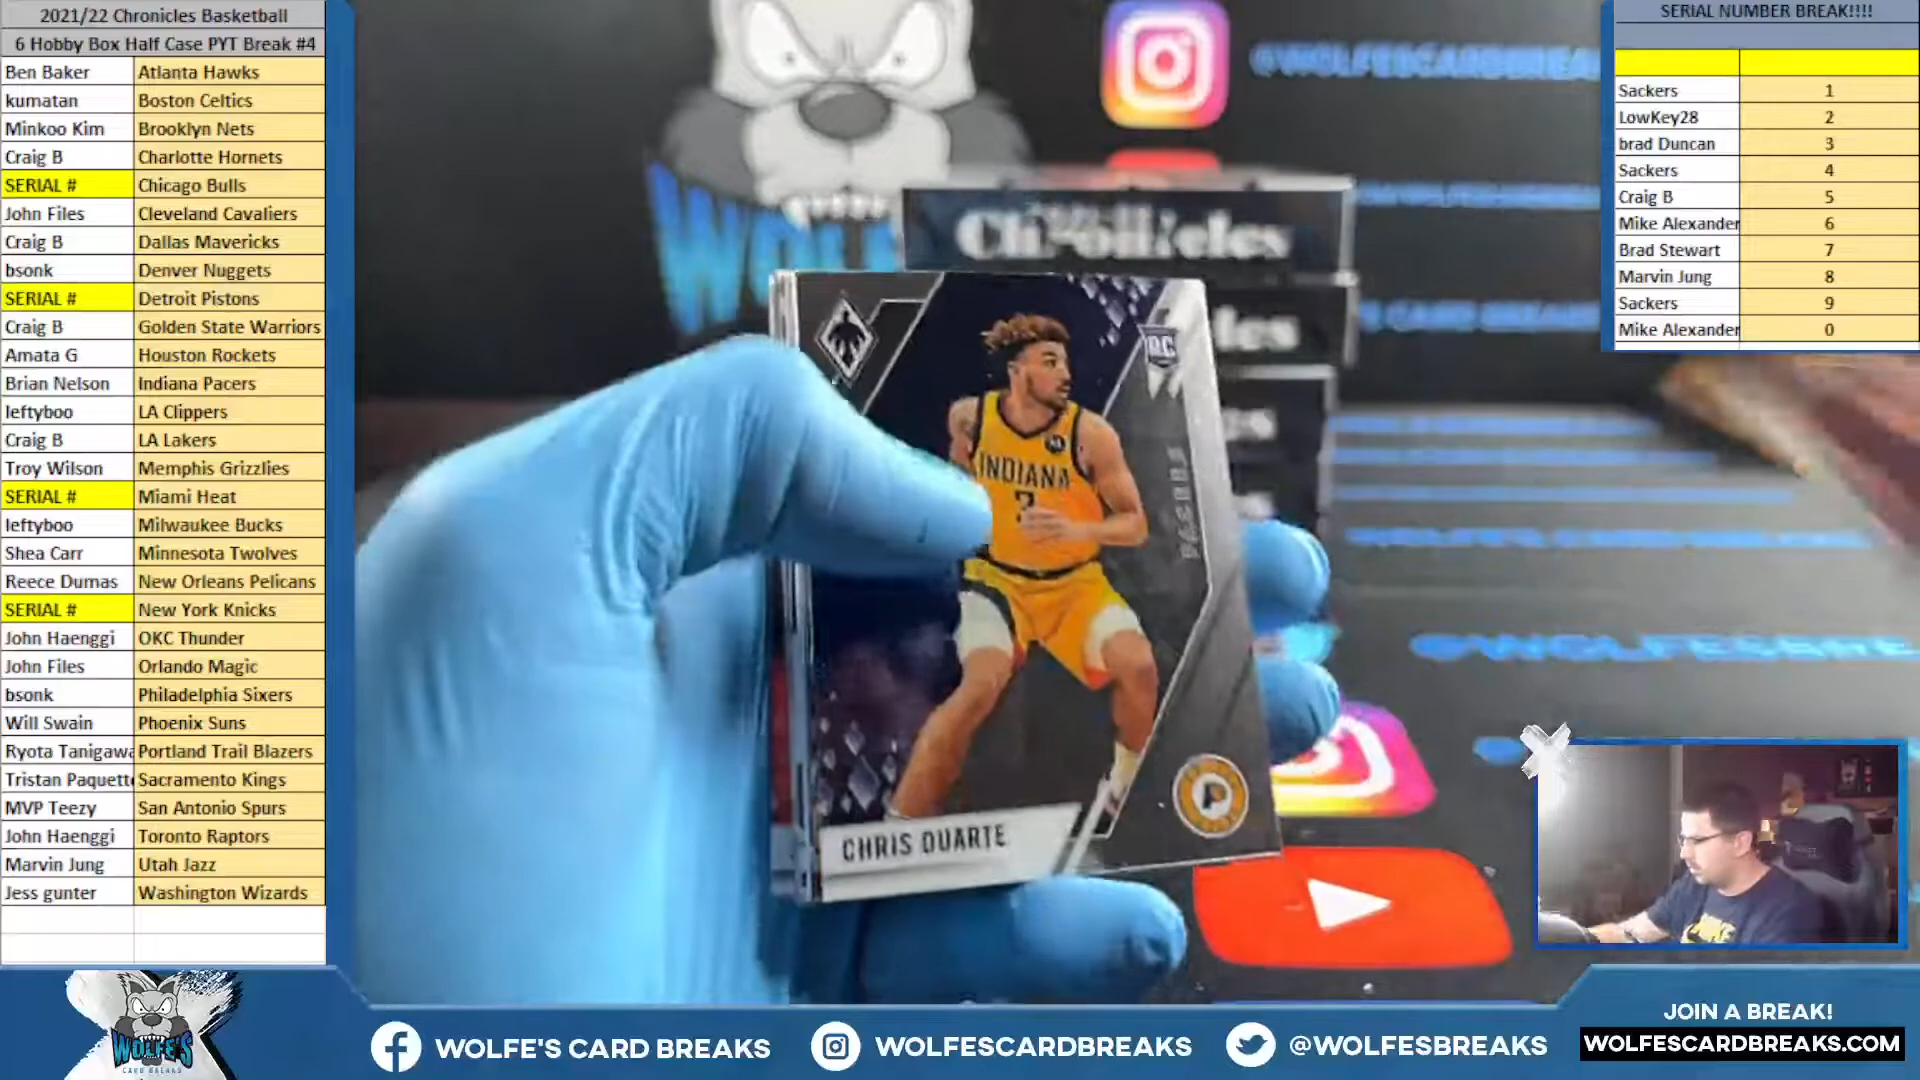 2021/22 Chronicles Basketball
6 Hobby Box Half Case PYT Break #4
Ben Baker Atlanta Hawks
kumatan Boston Celtics
Minkoo Kim Brooklyn Nets
Craig B Charlotte Hornets
SERIAL # Chicago Bulls
John Files Cleveland Cavaliers
Craig B Dallas Mavericks
bsonk Denver Nuggets
SERIAL # Detroit Pistons
Craig B Golden State Warriors
Amata G Houston Rockets
Brian Nelson Indiana Pacers
leftyboo LA Clippers
Craig B LA Lakers
Troy Wilson Memphis Grizzlies
SERIAL # Miami Heat
leftyboo Milwaukee Bucks
Shea Carr Minnesota Twolves
Reece Dumas New Orleans Pelicans
SERIAL # New York Knicks
John Haenggi OKC Thunder
John Files Orlando Magic
bsonk Philadelphia Sixers
Will Swain Phoenix Suns
Ryota Tanigawa Portland Trail Blazers
Tristan Paquett Sacramento Kings
MVP Teezy San Antonio Spurs
John Haenggi Toronto Raptors
Marvin Jung Utah Jazz
Jess gunter Washington Wizards
SERIAL NUMBER BREAK!!!!
Sackers 1
LowKey28 2
brad Duncan 3
Sackers 4
Craig B 5
Mike Alexander 6
Brad Stewart 7
Marvin Jung 8
Sackers 9
Mike Alexander 0
@WOLFESCARDBREAKS
Chronicles
RC
INDIANA
PACERS
CHRIS DUARTE
WOLFE'S
CARD BREAKS
WOLFE'S CARD BREAKS
WOLFESCARDBREAKS
@WOLFESBREAKS
JOIN A BREAK!
WOLFESCARDBREAKS.COM